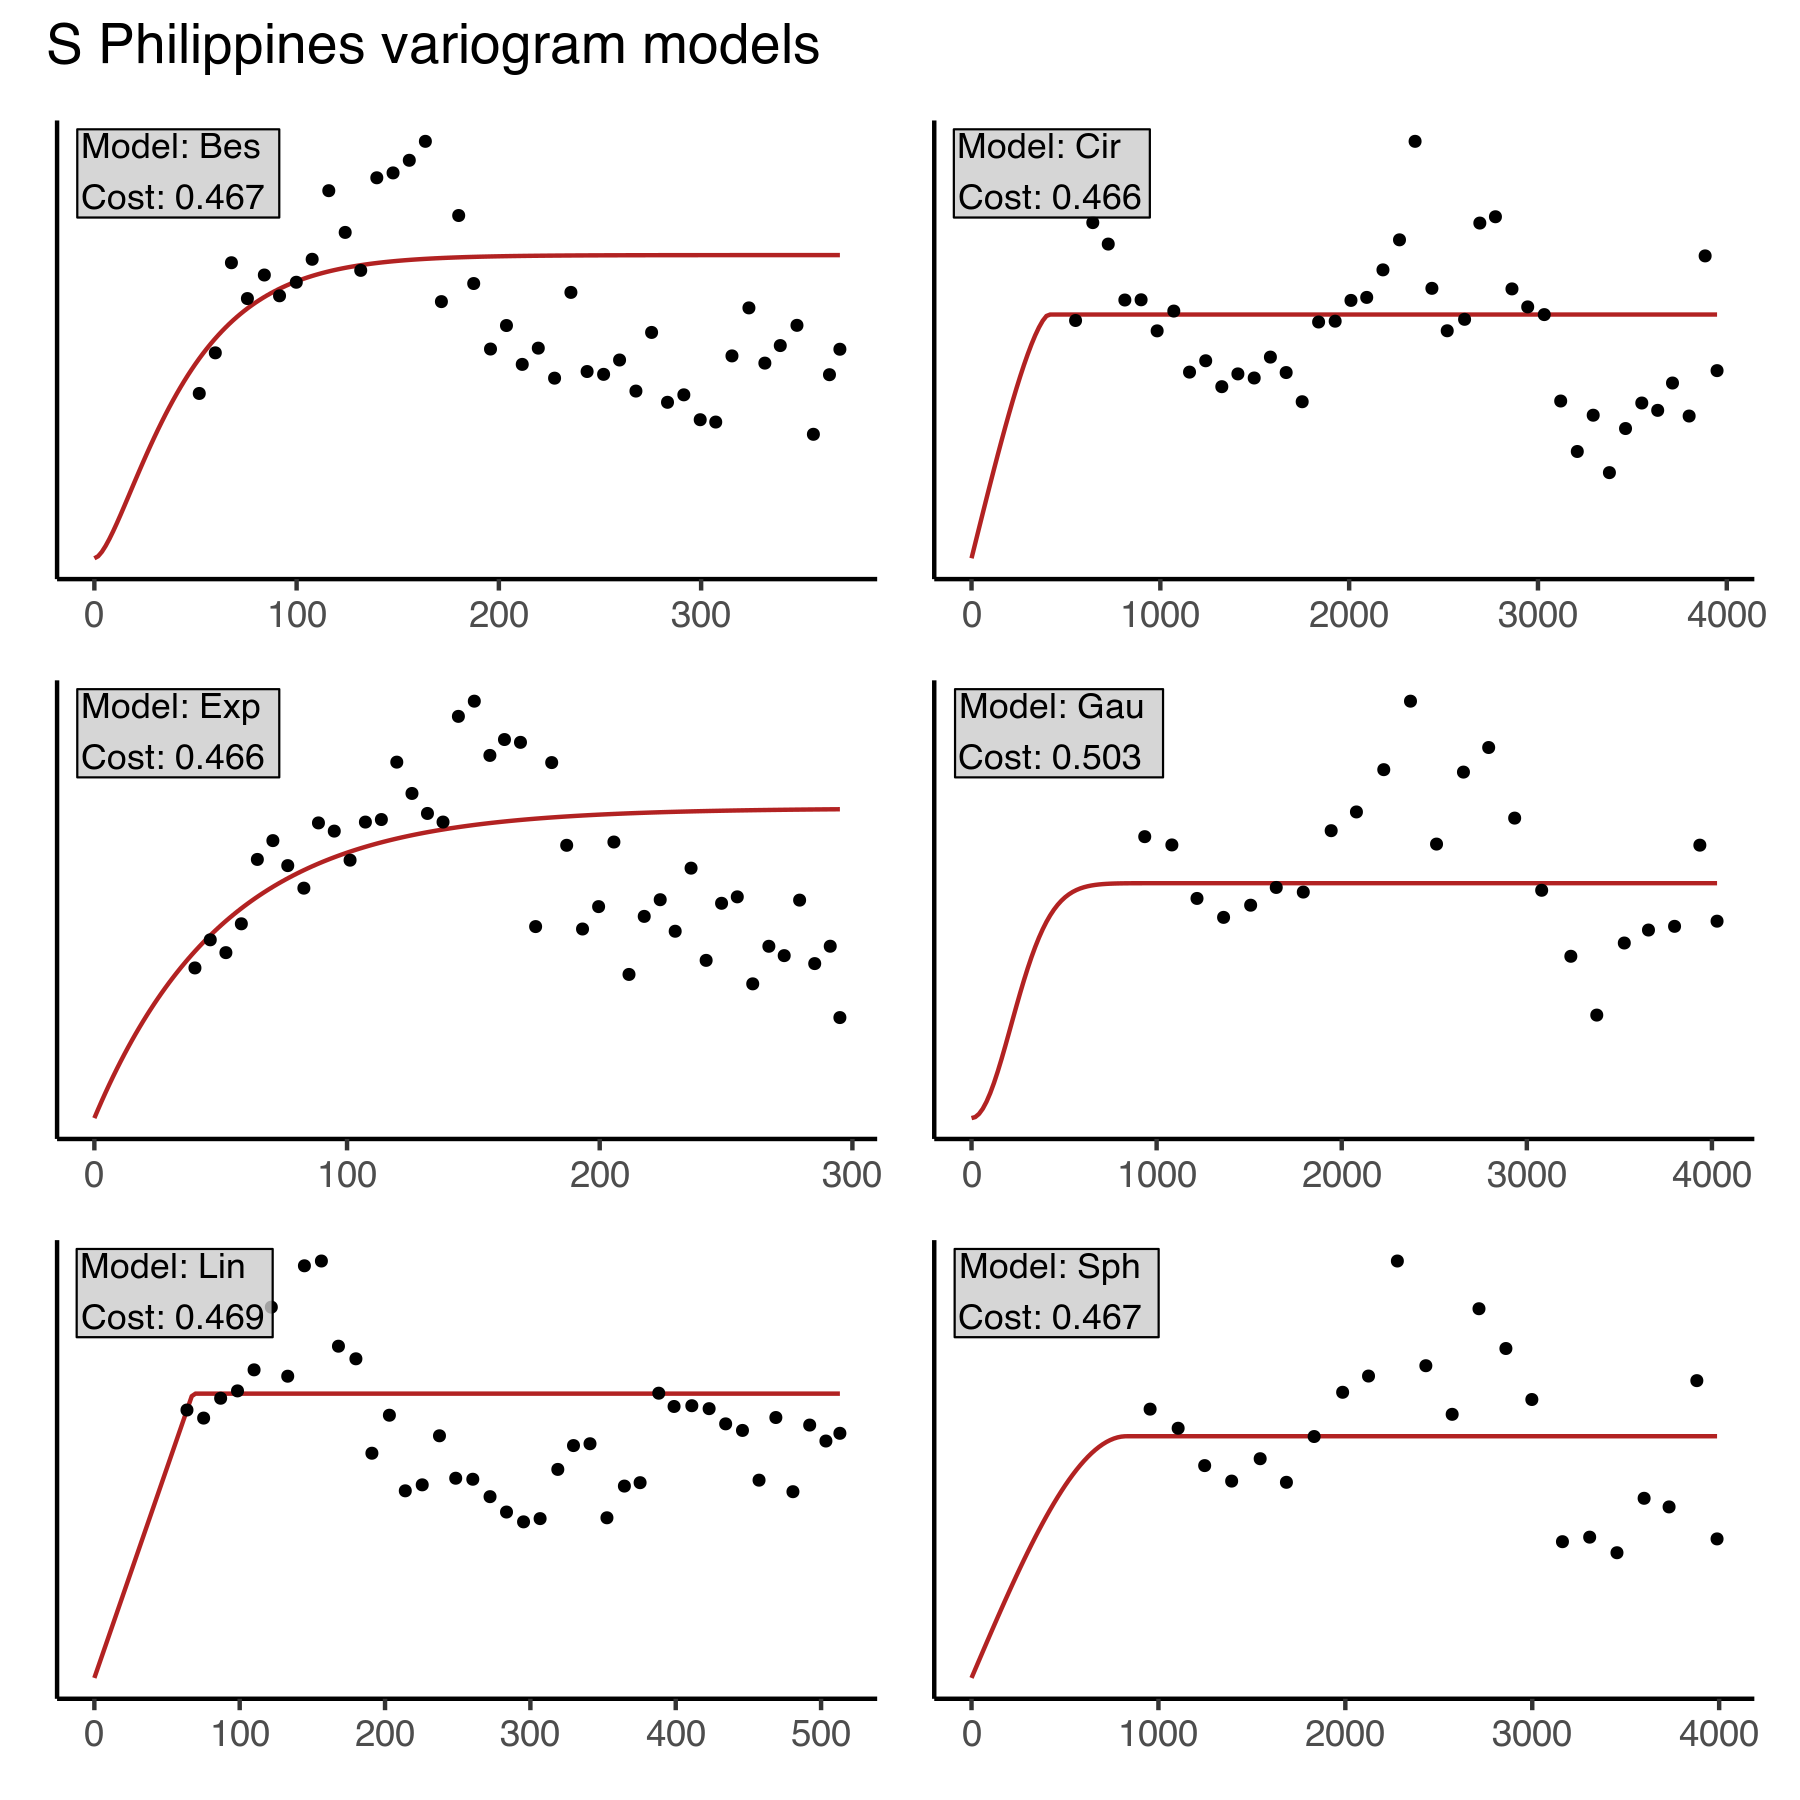 S Philippines variogram models
Model: Bes
Cost: 0.467
0 100 200 300
Model: Cir
Cost: 0.466
0 1000 2000 3000 4000
Model: Exp
Cost: 0.466
0 100 200 300
Model: Gau
Cost: 0.503
0 1000 2000 3000 4000
Model: Lin
Cost: 0.469
0 100 200 300 400 500
Model: Sph
Cost: 0.467
0 1000 2000 3000 4000